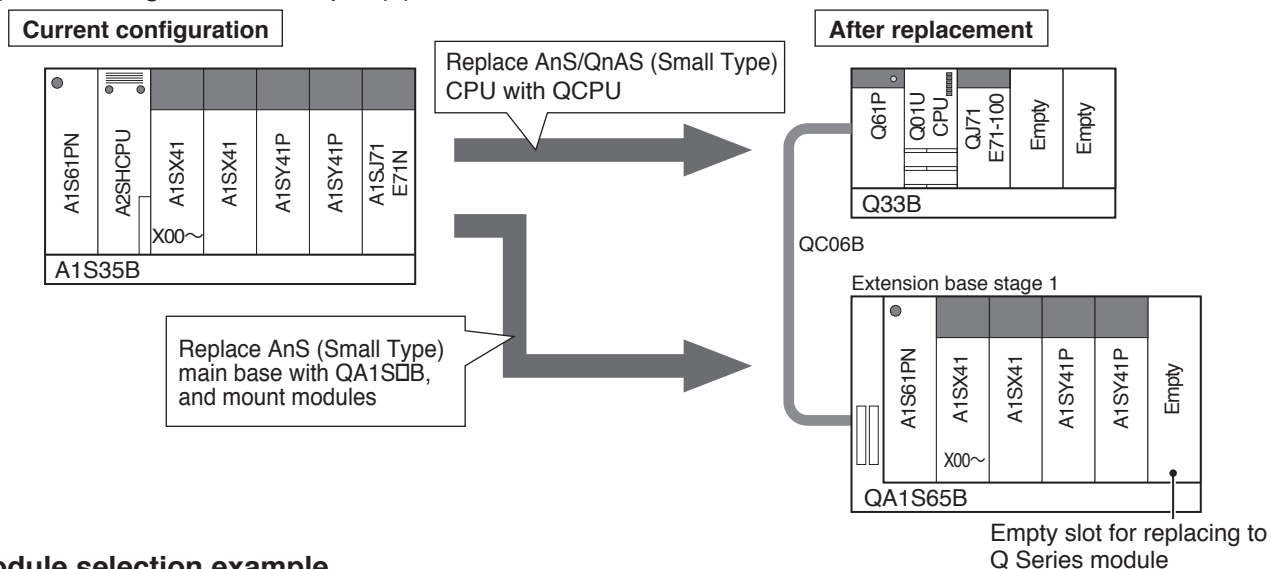 Current configuration
After replacement
Replace AnS/QnAS (Small Type)
CPU with QCPU
A1S61PN
A2SHCPU
A1SX41
X00～
A1SX41
A1SY41P
A1SY41P
A1SJ71
E71N
A1S35B
Q61P
Q01U
CPU
QJ71
E71-100
Empty
Empty
Q33B
QC06B
Extension base stage 1
Replace AnS (Small Type)
main base with QA1S□B,
and mount modules
A1S61PN
A1SX41
X00～
A1SX41
A1SY41P
A1SY41P
Empty
QA1S65B
Empty slot for replacing to
Q Series module
odule selection example